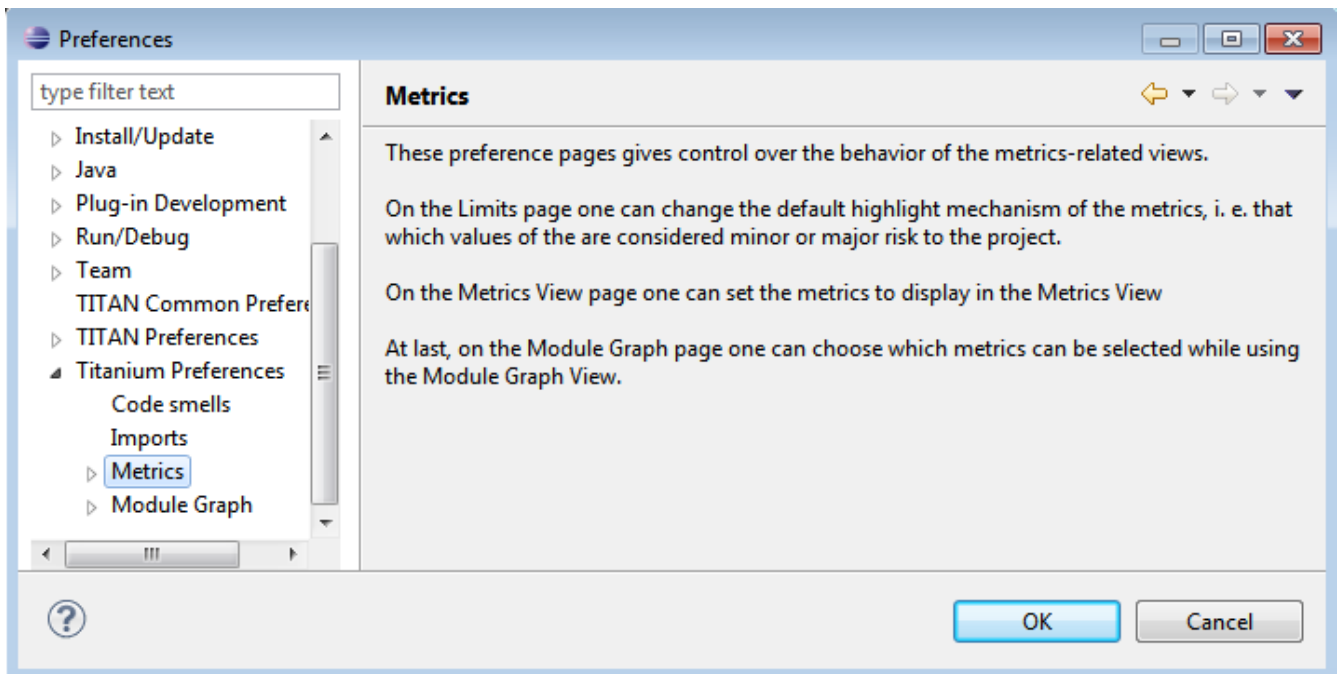 Preferences
type filter text
Metrics
Install/Update
Java
Plug-in Development
Run/Debug
Team
TITAN Common Prefere
TITAN Preferences
Titanium Preferences
Code smells
Imports
Metrics
Module Graph
These preference pages gives control over the behavior of the metrics-related views.
On the Limits page one can change the default highlight mechanism of the metrics, i. e. that
which values of the are considered minor or major risk to the project.
On the Metrics View page one can set the metrics to display in the Metrics View
At last, on the Module Graph page one can choose which metrics can be selected while using
the Module Graph View.
OK
Cancel